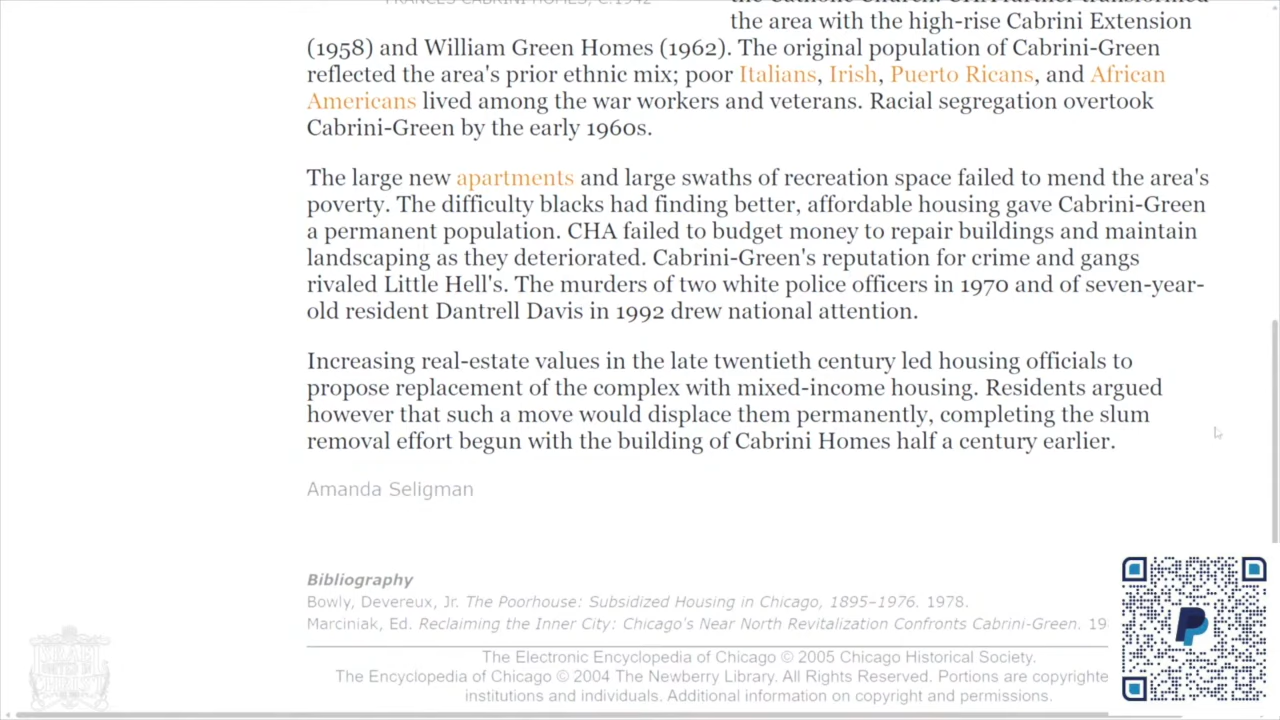 FRANCES CABRINI HOMES, C.1942
the Catholic Church. CHA further transformed
the area with the high-rise Cabrini Extension
(1958) and William Green Homes (1962). The original population of Cabrini-Green
reflected the area's prior ethnic mix; poor Italians, Irish, Puerto Ricans, and African
Americans lived among the war workers and veterans. Racial segregation overtook
Cabrini-Green by the early 1960s.
The large new apartments and large swaths of recreation space failed to mend the area's
poverty. The difficulty blacks had finding better, affordable housing gave Cabrini-Green
a permanent population. CHA failed to budget money to repair buildings and maintain
landscaping as they deteriorated. Cabrini-Green's reputation for crime and gangs
rivaled Little Hell's. The murders of two white police officers in 1970 and of seven-year-
old resident Dantrell Davis in 1992 drew national attention.
Increasing real-estate values in the late twentieth century led housing officials to
propose replacement of the complex with mixed-income housing. Residents argued
however that such a move would displace them permanently, completing the slum
removal effort begun with the building of Cabrini Homes half a century earlier.
Amanda Seligman
Bibliography
Bowly, Devereux, Jr. The Poorhouse: Subsidized Housing in Chicago, 1895–1976. 1978.
Marciniak, Ed. Reclaiming the Inner City: Chicago's Near North Revitalization Confronts Cabrini-Green. 19
The Electronic Encyclopedia of Chicago © 2005 Chicago Historical Society.
The Encyclopedia of Chicago © 2004 The Newberry Library. All Rights Reserved. Portions are copyrighte
institutions and individuals. Additional information on copyright and permissions.